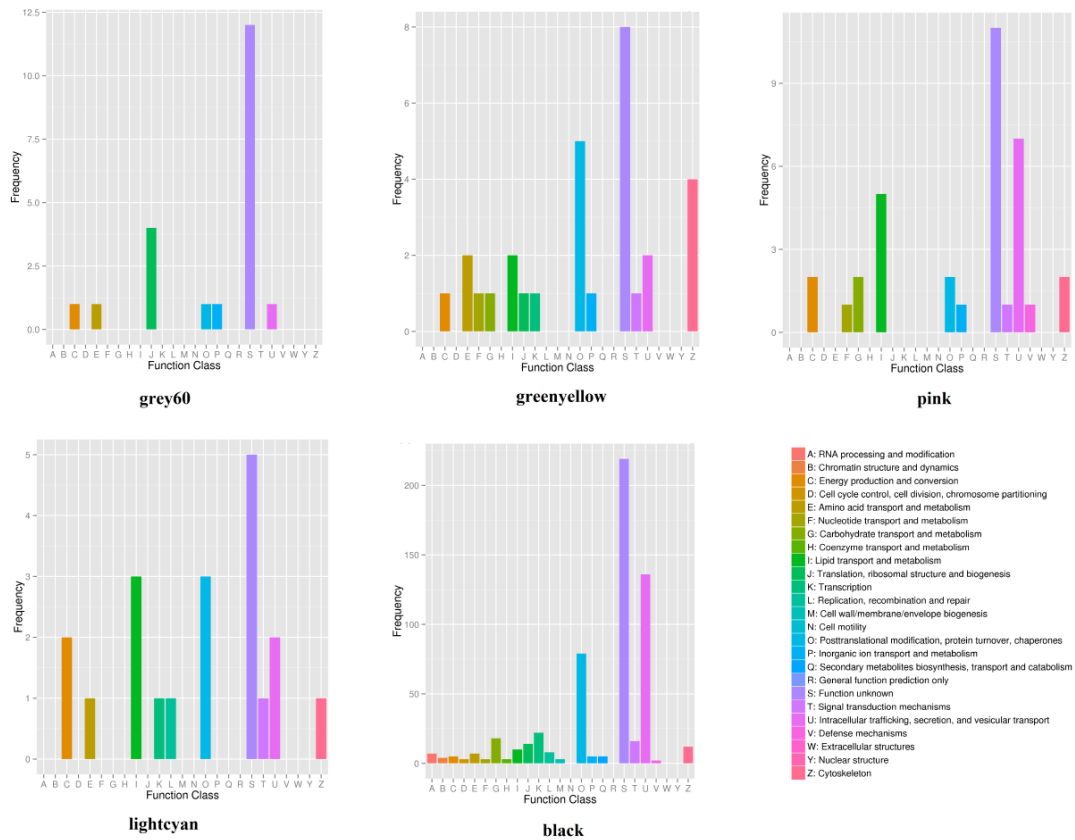 12.5
10.0
7.5
5.0
2.5
0.0
Frequency
A B C D E F G H I J K L M N O P Q R S T U V W Y Z
Function Class
grey60
8
6
4
2
0
Frequency
A B C D E F G H I J K L M N O P Q R S T U V W Y Z
Function Class
greenyellow
9
6
3
0
Frequency
A B C D E F G H I J K L M N O P Q R S T U V W Y Z
Function Class
pink
5
4
3
2
1
0
Frequency
A B C D E F G H I J K L M N O P Q R S T U V W Y Z
Function Class
lightcyan
200
150
100
50
0
Frequency
A B C D E F G H I J K L M N O P Q R S T U V W Y Z
Function Class
black
A: RNA processing and modification
B: Chromatin structure and dynamics
C: Energy production and conversion
D: Cell cycle control, cell division, chromosome partitioning
E: Amino acid transport and metabolism
F: Nucleotide transport and metabolism
G: Carbohydrate transport and metabolism
H: Coenzyme transport and metabolism
I: Lipid transport and metabolism
J: Translation, ribosomal structure and biogenesis
K: Transcription
L: Replication, recombination and repair
M: Cell wall/membrane/envelope biogenesis
N: Cell motility
O: Posttranslational modification, protein turnover, chaperones
P: Inorganic ion transport and metabolism
Q: Secondary metabolites biosynthesis, transport and catabolism
R: General function prediction only
S: Function unknown
T: Signal transduction mechanisms
U: Intracellular trafficking, secretion, and vesicular transport
V: Defense mechanisms
W: Extracellular structures
Y: Nuclear structure
Z: Cytoskeleton